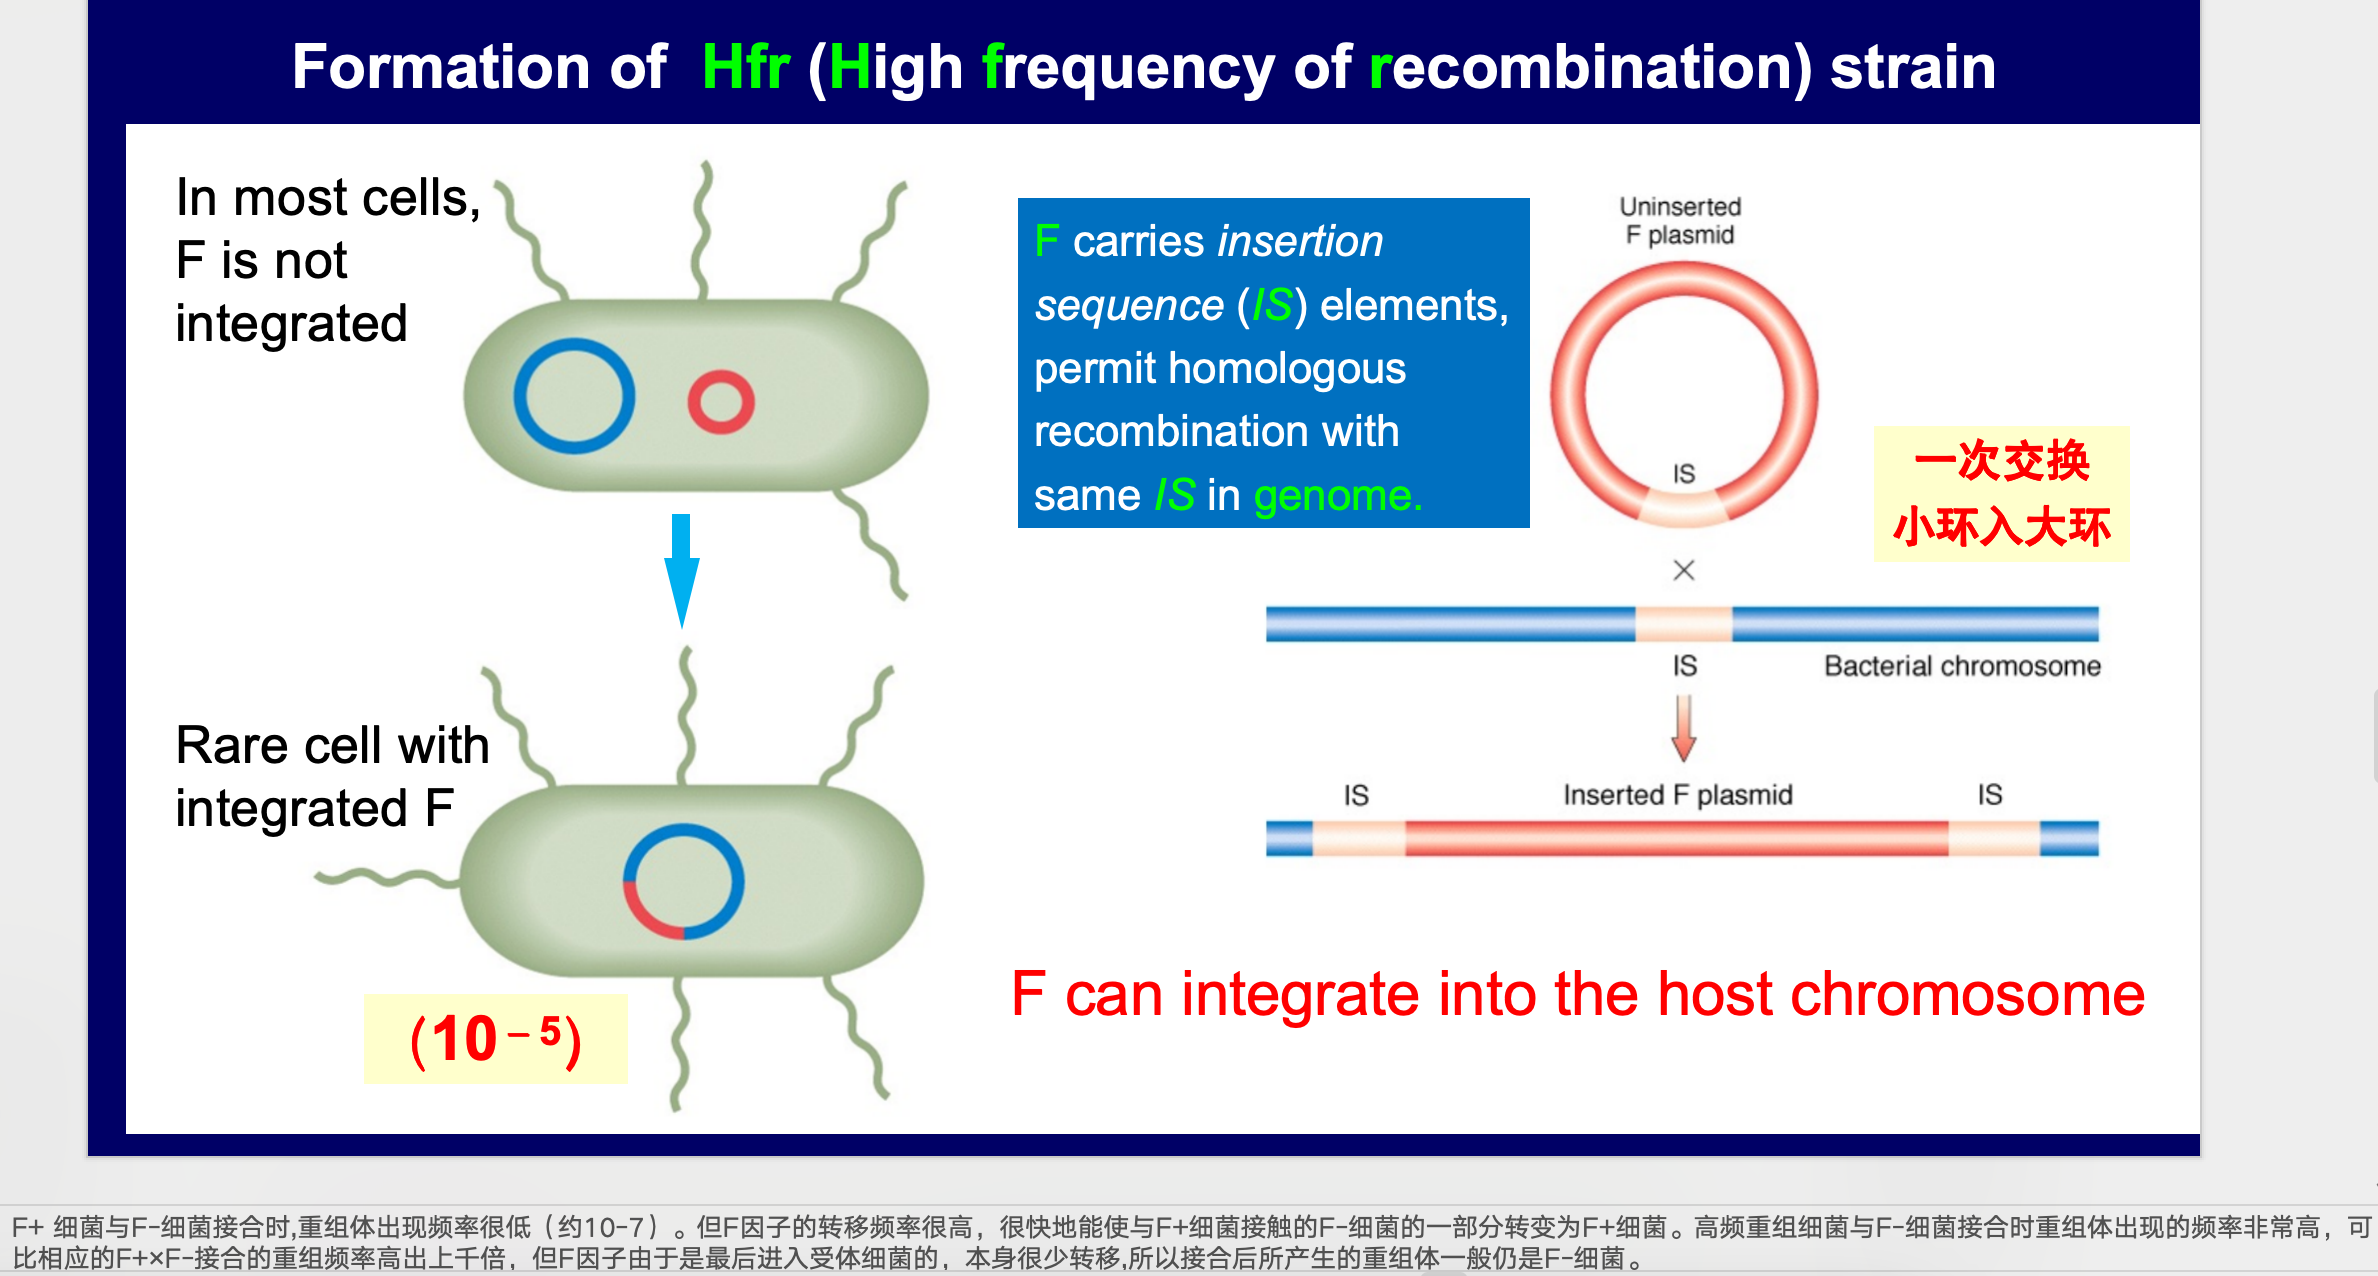 Formation of Hfr (High frequency of recombination) strain
In most cells,
F is not
integrated
F carries insertion
sequence (IS) elements,
permit homologous
recombination with
same IS in genome.
Uninserted
F plasmid
IS
一次交换
小环入大环
×
IS
Bacterial chromosome
IS
Inserted F plasmid
IS
Rare cell with
integrated F
(10－5)
F can integrate into the host chromosome
F+ 细菌与F-细菌接合时,重组体出现频率很低（约10-7）。但F因子的转移频率很高，很快地能使与F+细菌接触的F-细菌的一部分转变为F+细菌。高频重组细菌与F-细菌接合时重组体出现的频率非常高，可
比相应的F+×F-接合的重组频率高出上千倍，但F因子由于是最后进入受体细菌的，本身很少转移,所以接合后所产生的重组体一般仍是F-细菌。